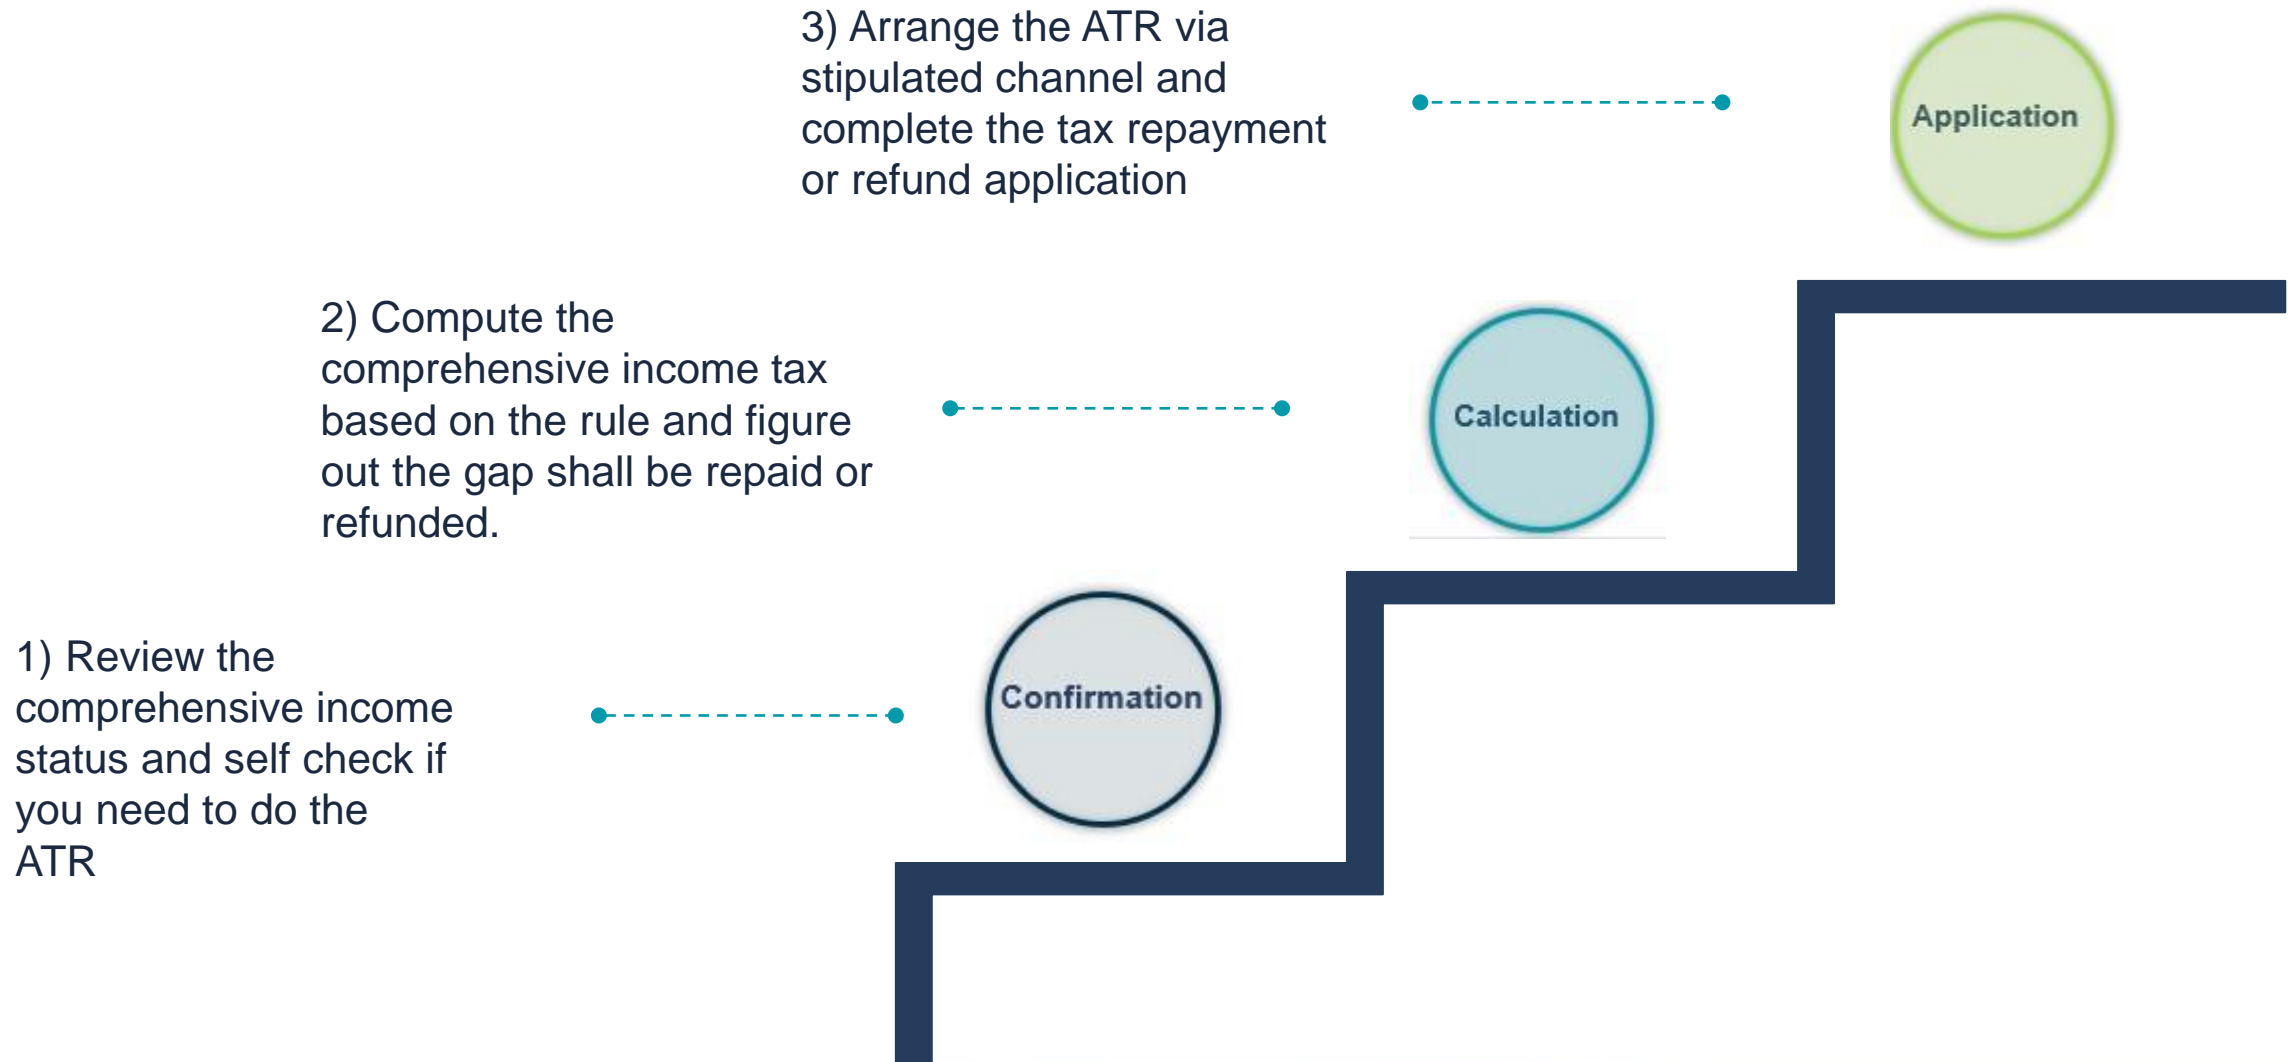 3) Arrange the ATR via
stipulated channel and
complete the tax repayment
or refund application
Application
2) Compute the
comprehensive income tax
based on the rule and figure
out the gap shall be repaid or
refunded.
Calculation
1) Review the
comprehensive income
status and self check if
you need to do the
ATR
Confirmation